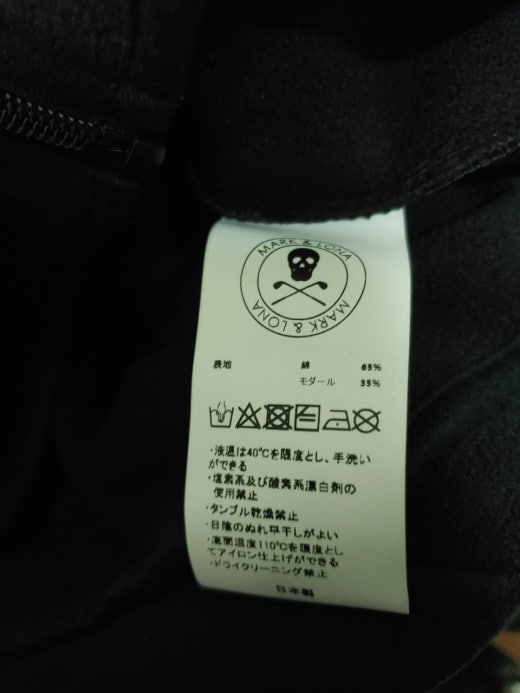 MARK & LONA
MARK & LONA
表地 綿 65%
モダール 35%
・液温は40℃を限度とし、手洗い
ができる
・塩素系及び酸素系漂白剤の
使用禁止
・タンブル乾燥禁止
・日陰のぬれ平干しがよい
・底面温度110℃を限度とし
てアイロン仕上げができる
・ドライクリーニング禁止
日本製